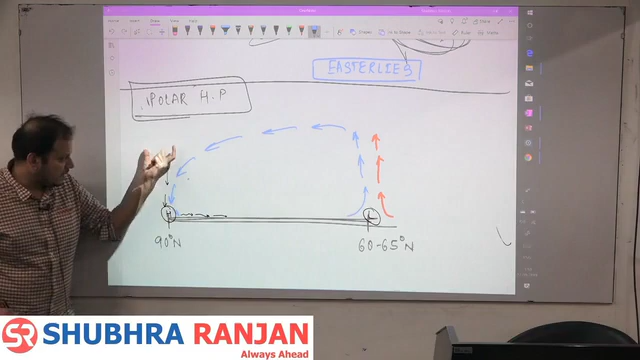 EASTERLIES
POLAR H.P
H
L
90°N
60-65°N
SHUBHRA RANJAN
Always Ahead